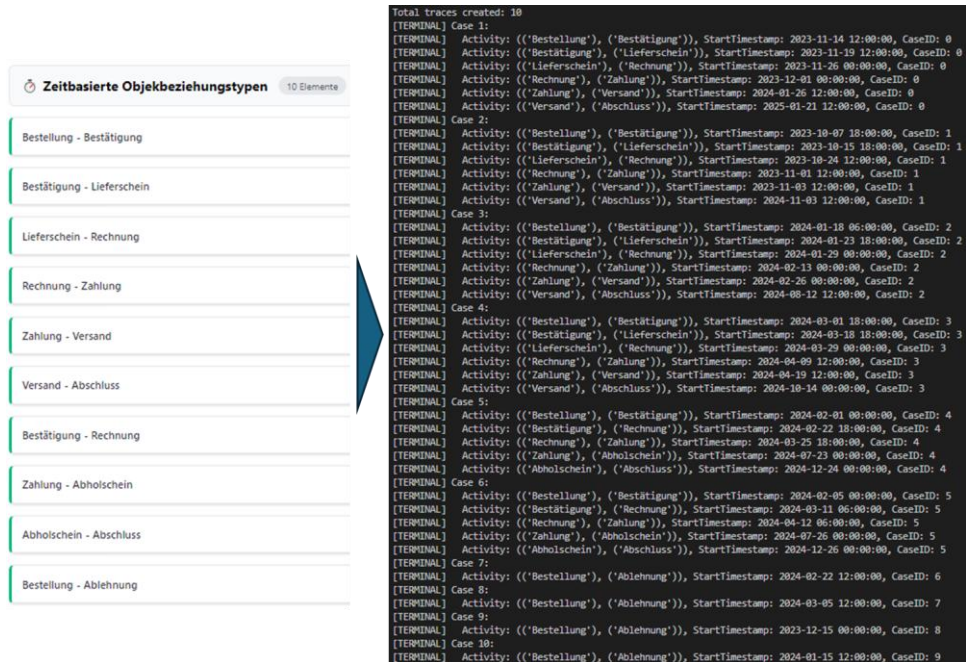 Zeitbasierte Objekbeziehungstypen 10 Elemente
Bestellung - Bestätigung
Bestätigung - Lieferschein
Lieferschein - Rechnung
Rechnung - Zahlung
Zahlung - Versand
Versand - Abschluss
Bestätigung - Rechnung
Zahlung - Abholschein
Abholschein - Abschluss
Bestellung - Ablehnung
Total traces created: 10
[TERMINAL] Case 1:
[TERMINAL] Activity: (('Bestellung'), ('Bestätigung')), StartTimestamp: 2023-11-14 12:00:00, CaseID: 0
[TERMINAL] Activity: (('Bestätigung'), ('Lieferschein')), StartTimestamp: 2023-11-19 12:00:00, CaseID: 0
[TERMINAL] Activity: (('Lieferschein'), ('Rechnung')), StartTimestamp: 2023-11-26 00:00:00, CaseID: 0
[TERMINAL] Activity: (('Rechnung'), ('Zahlung')), StartTimestamp: 2023-12-01 00:00:00, CaseID: 0
[TERMINAL] Activity: (('Zahlung'), ('Versand')), StartTimestamp: 2024-01-26 12:00:00, CaseID: 0
[TERMINAL] Activity: (('Versand'), ('Abschluss')), StartTimestamp: 2025-01-21 12:00:00, CaseID: 0
[TERMINAL] Case 2:
[TERMINAL] Activity: (('Bestellung'), ('Bestätigung')), StartTimestamp: 2023-10-07 18:00:00, CaseID: 1
[TERMINAL] Activity: (('Bestätigung'), ('Lieferschein')), StartTimestamp: 2023-10-15 18:00:00, CaseID: 1
[TERMINAL] Activity: (('Lieferschein'), ('Rechnung')), StartTimestamp: 2023-10-24 12:00:00, CaseID: 1
[TERMINAL] Activity: (('Rechnung'), ('Zahlung')), StartTimestamp: 2023-11-01 12:00:00, CaseID: 1
[TERMINAL] Activity: (('Zahlung'), ('Versand')), StartTimestamp: 2023-11-03 12:00:00, CaseID: 1
[TERMINAL] Activity: (('Versand'), ('Abschluss')), StartTimestamp: 2024-11-03 12:00:00, CaseID: 1
[TERMINAL] Case 3:
[TERMINAL] Activity: (('Bestellung'), ('Bestätigung')), StartTimestamp: 2024-01-18 06:00:00, CaseID: 2
[TERMINAL] Activity: (('Bestätigung'), ('Lieferschein')), StartTimestamp: 2024-01-23 18:00:00, CaseID: 2
[TERMINAL] Activity: (('Lieferschein'), ('Rechnung')), StartTimestamp: 2024-01-29 00:00:00, CaseID: 2
[TERMINAL] Activity: (('Rechnung'), ('Zahlung')), StartTimestamp: 2024-02-13 00:00:00, CaseID: 2
[TERMINAL] Activity: (('Zahlung'), ('Versand')), StartTimestamp: 2024-02-26 00:00:00, CaseID: 2
[TERMINAL] Activity: (('Versand'), ('Abschluss')), StartTimestamp: 2024-08-12 12:00:00, CaseID: 2
[TERMINAL] Case 4:
[TERMINAL] Activity: (('Bestellung'), ('Bestätigung')), StartTimestamp: 2024-03-01 18:00:00, CaseID: 3
[TERMINAL] Activity: (('Bestätigung'), ('Lieferschein')), StartTimestamp: 2024-03-18 18:00:00, CaseID: 3
[TERMINAL] Activity: (('Lieferschein'), ('Rechnung')), StartTimestamp: 2024-03-29 00:00:00, CaseID: 3
[TERMINAL] Activity: (('Rechnung'), ('Zahlung')), StartTimestamp: 2024-04-09 12:00:00, CaseID: 3
[TERMINAL] Activity: (('Zahlung'), ('Versand')), StartTimestamp: 2024-04-19 12:00:00, CaseID: 3
[TERMINAL] Activity: (('Versand'), ('Abschluss')), StartTimestamp: 2024-10-14 00:00:00, CaseID: 3
[TERMINAL] Case 5:
[TERMINAL] Activity: (('Bestellung'), ('Bestätigung')), StartTimestamp: 2024-02-01 00:00:00, CaseID: 4
[TERMINAL] Activity: (('Bestätigung'), ('Rechnung')), StartTimestamp: 2024-02-22 18:00:00, CaseID: 4
[TERMINAL] Activity: (('Rechnung'), ('Zahlung')), StartTimestamp: 2024-03-25 18:00:00, CaseID: 4
[TERMINAL] Activity: (('Zahlung'), ('Abholschein')), StartTimestamp: 2024-07-23 00:00:00, CaseID: 4
[TERMINAL] Activity: (('Abholschein'), ('Abschluss')), StartTimestamp: 2024-12-24 00:00:00, CaseID: 4
[TERMINAL] Case 6:
[TERMINAL] Activity: (('Bestellung'), ('Bestätigung')), StartTimestamp: 2024-02-05 00:00:00, CaseID: 5
[TERMINAL] Activity: (('Bestätigung'), ('Rechnung')), StartTimestamp: 2024-03-11 06:00:00, CaseID: 5
[TERMINAL] Activity: (('Rechnung'), ('Zahlung')), StartTimestamp: 2024-04-12 06:00:00, CaseID: 5
[TERMINAL] Activity: (('Zahlung'), ('Abholschein')), StartTimestamp: 2024-07-26 00:00:00, CaseID: 5
[TERMINAL] Activity: (('Abholschein'), ('Abschluss')), StartTimestamp: 2024-12-26 00:00:00, CaseID: 5
[TERMINAL] Case 7:
[TERMINAL] Activity: (('Bestellung'), ('Ablehnung')), StartTimestamp: 2024-02-22 12:00:00, CaseID: 6
[TERMINAL] Case 8:
[TERMINAL] Activity: (('Bestellung'), ('Ablehnung')), StartTimestamp: 2024-03-05 12:00:00, CaseID: 7
[TERMINAL] Case 9:
[TERMINAL] Activity: (('Bestellung'), ('Ablehnung')), StartTimestamp: 2023-12-15 00:00:00, CaseID: 8
[TERMINAL] Case 10:
[TERMINAL] Activity: (('Bestellung'), ('Ablehnung')), StartTimestamp: 2024-01-15 12:00:00, CaseID: 9